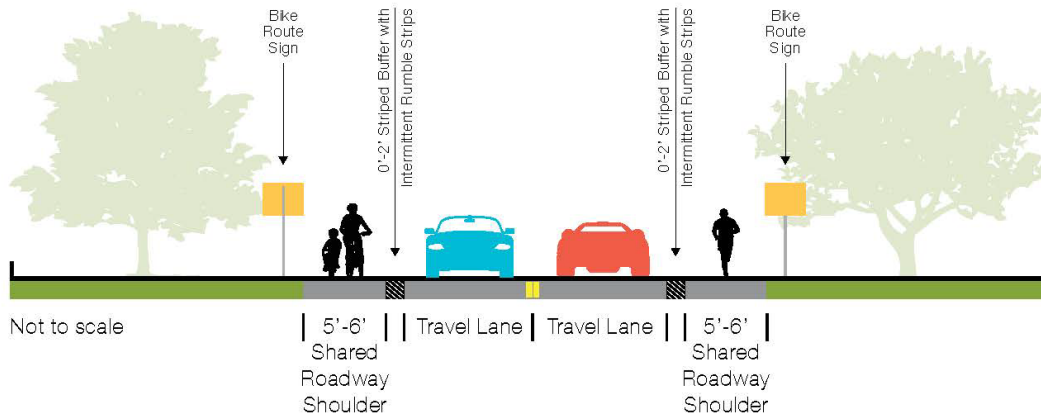 Bike
Route
Sign
0'-2' Striped Buffer with
Intermittent Rumble Strips
0'-2' Striped Buffer with
Intermittent Rumble Strips
Bike
Route
Sign
Not to scale
5'-6'
Shared
Roadway
Shoulder
Travel Lane
Travel Lane
5'-6'
Shared
Roadway
Shoulder